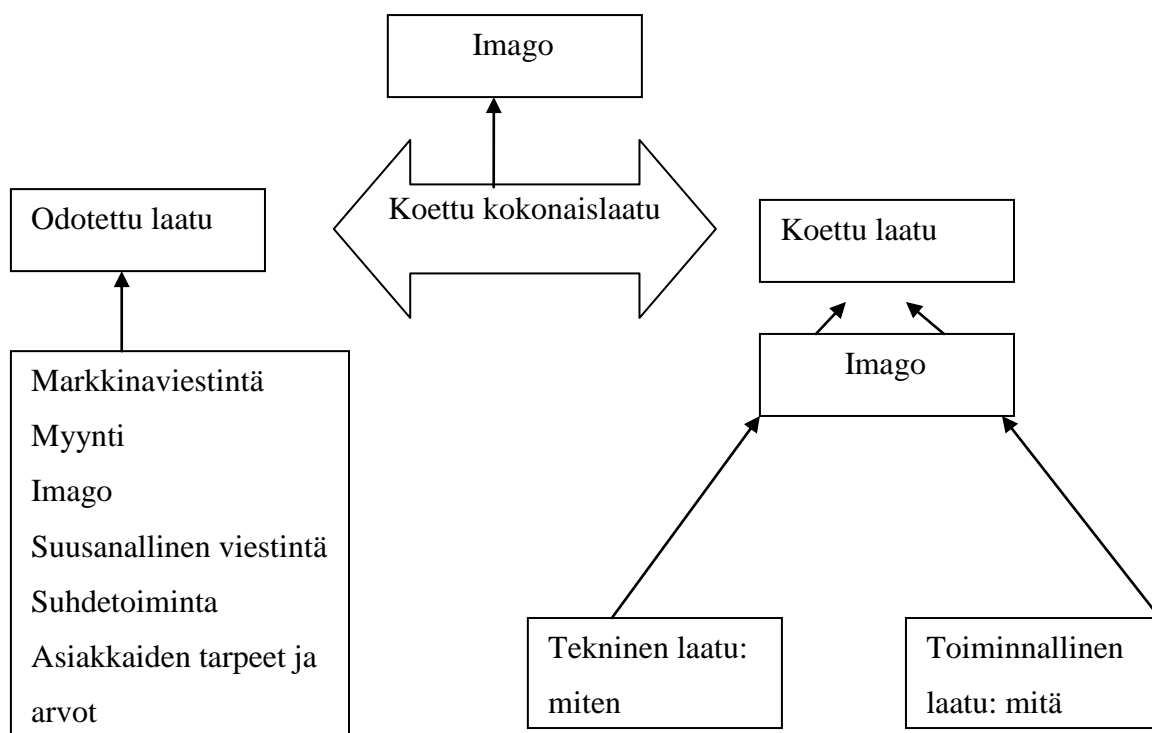 Imago
Odotettu laatu
Koettu kokonaislaatu
Koettu laatu
Imago
Markkinaviestintä
Myynti
Imago
Suusanallinen viestintä
Suhdetoiminta
Asiakkaiden tarpeet ja
arvot
Tekninen laatu:
miten
Toiminnallinen
laatu: mitä